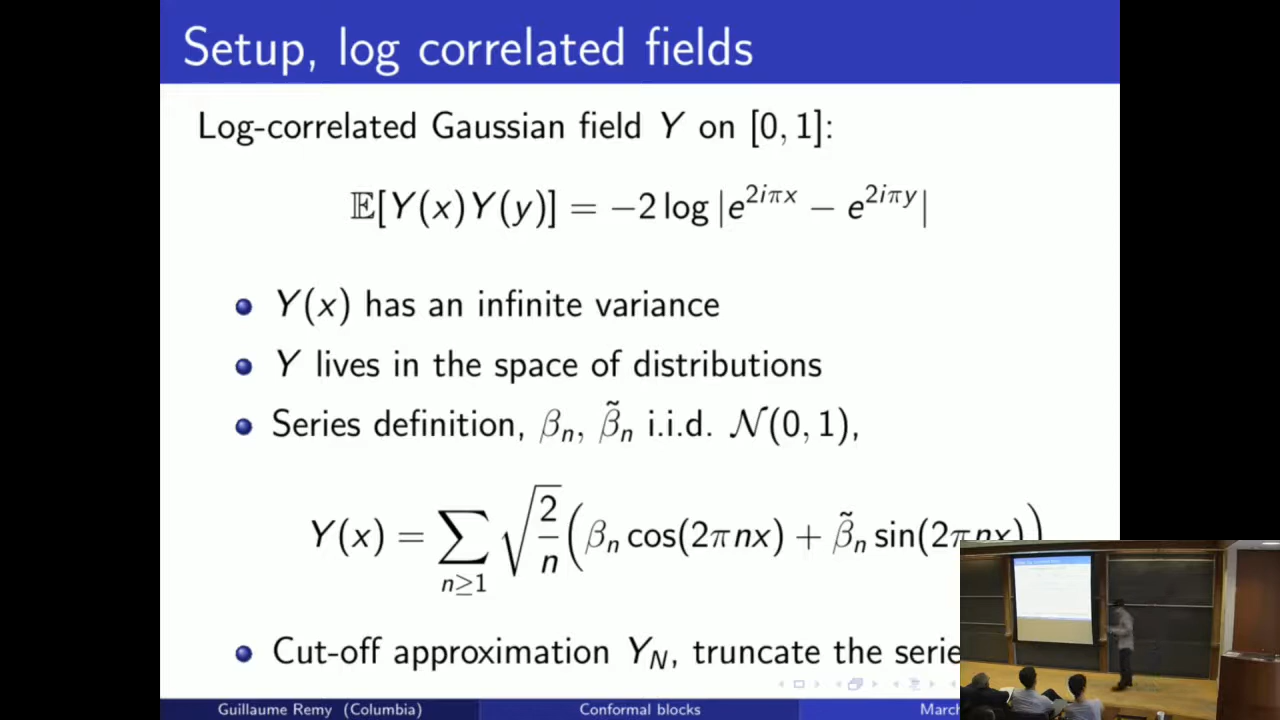 Setup, log correlated fields
Log-correlated Gaussian field Y on [0, 1]:
𝔼[Y(x)Y(y)] = −2 log |e^{2iπx} − e^{2iπy}|
Y(x) has an infinite variance
Y lives in the space of distributions
Series definition, β_n, β̃_n i.i.d. 𝒩(0, 1),
Y(x) = ∑_{n≥1} √(2/n) (β_n cos(2πnx) + β̃_n sin(2πnx))
Cut-off approximation Y_N, truncate the serie
Guillaume Remy (Columbia) Conformal blocks March